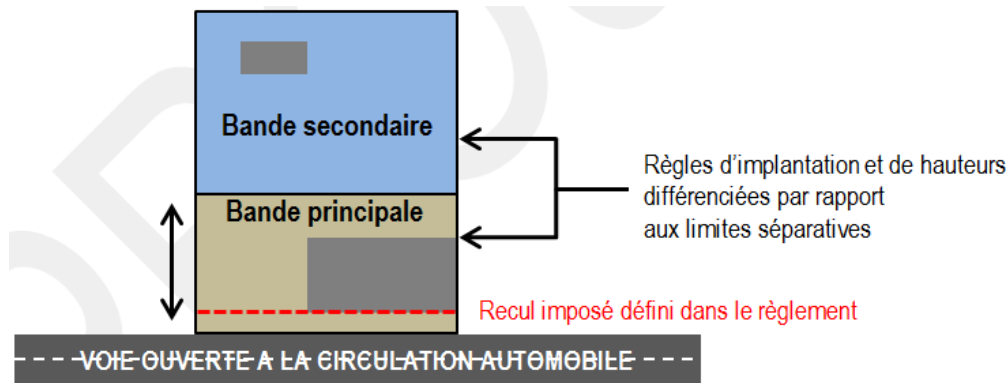 Bande secondaire
Bande principale
Règles d'implantation et de hauteurs
différenciées par rapport
aux limites séparatives
Recul imposé défini dans le règlement
VOIE OUVERTE A LA CIRCULATION AUTOMOBILE